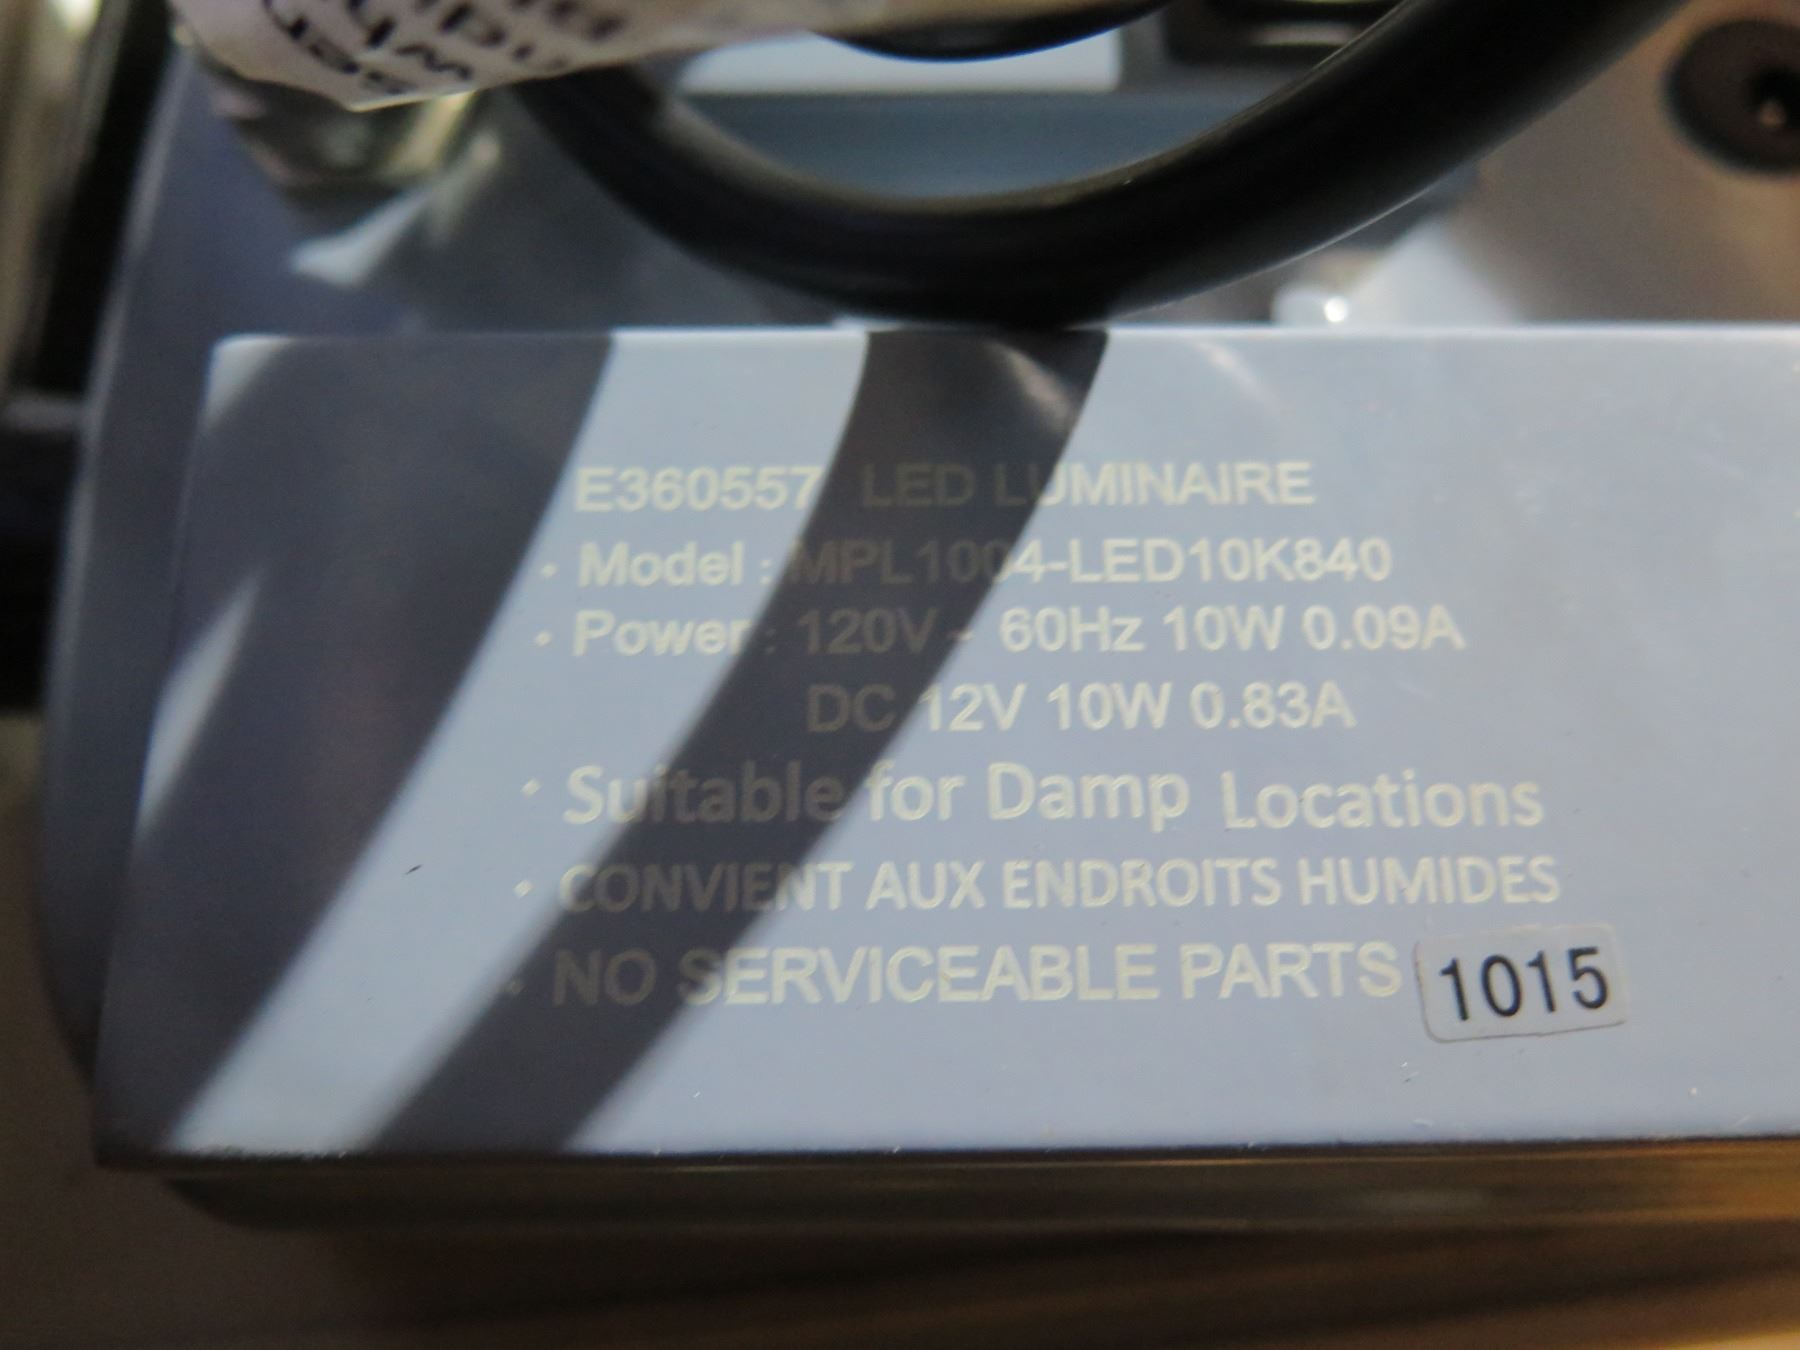 E360557 LED LUMINAIRE
· Model : MPL1004-LED10K840
· Power : 120V ~ 60Hz 10W 0.09A
DC 12V 10W 0.83A
· Suitable for Damp Locations
· CONVIENT AUX ENDROITS HUMIDES
· NO SERVICEABLE PARTS 1015